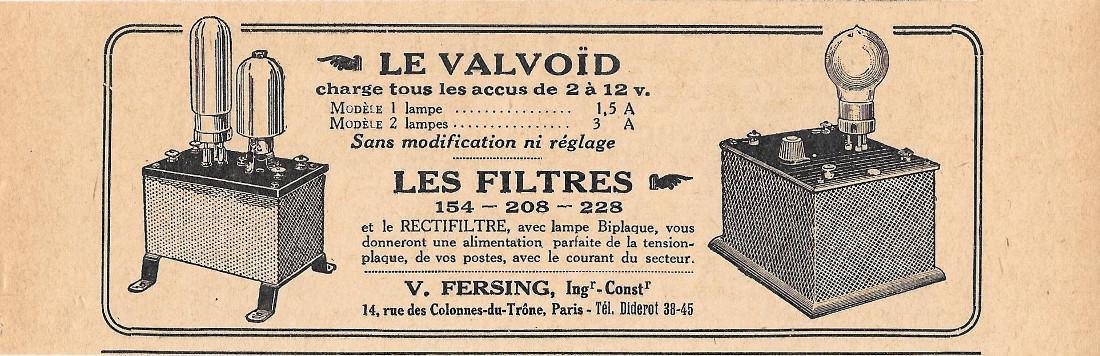 LE VALVOÏD
charge tous les accus de 2 à 12 v.
MODÈLE 1 lampe ................ 1,5 A
MODÈLE 2 lampes ................ 3 A
Sans modification ni réglage
LES FILTRES
154 - 208 - 228
et le RECTIFILTRE, avec lampe Biplaque, vous
donneront une alimentation parfaite de la tension-
plaque, de vos postes, avec le courant du secteur.
V. FERSING, Ingr-Constr
14, rue des Colonnes-du-Trône, Paris - Tél. Diderot 38-45